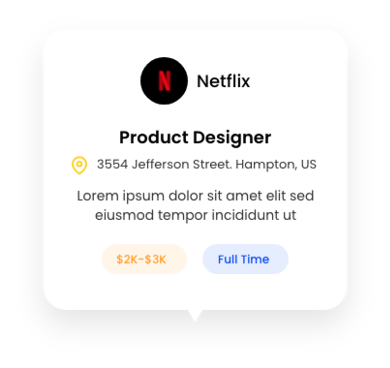 N Netflix
Product Designer
3554 Jefferson Street. Hampton, US
Lorem ipsum dolor sit amet elit sed
eiusmod tempor incididunt ut
$2K-$3K Full Time